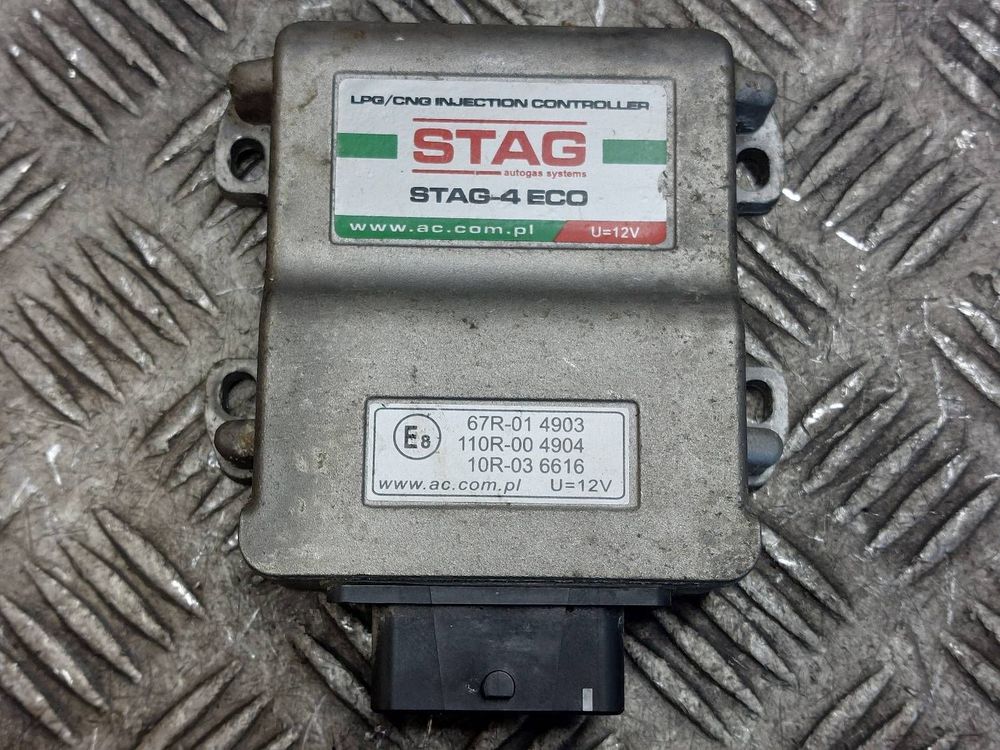 LPG/CNG INJECTION CONTROLLER
STAG
autogas systems
STAG-4 ECO
www.ac.com.pl U=12V
E8 67R-01 4903
110R-00 4904
10R-03 6616
www.ac.com.pl U=12V